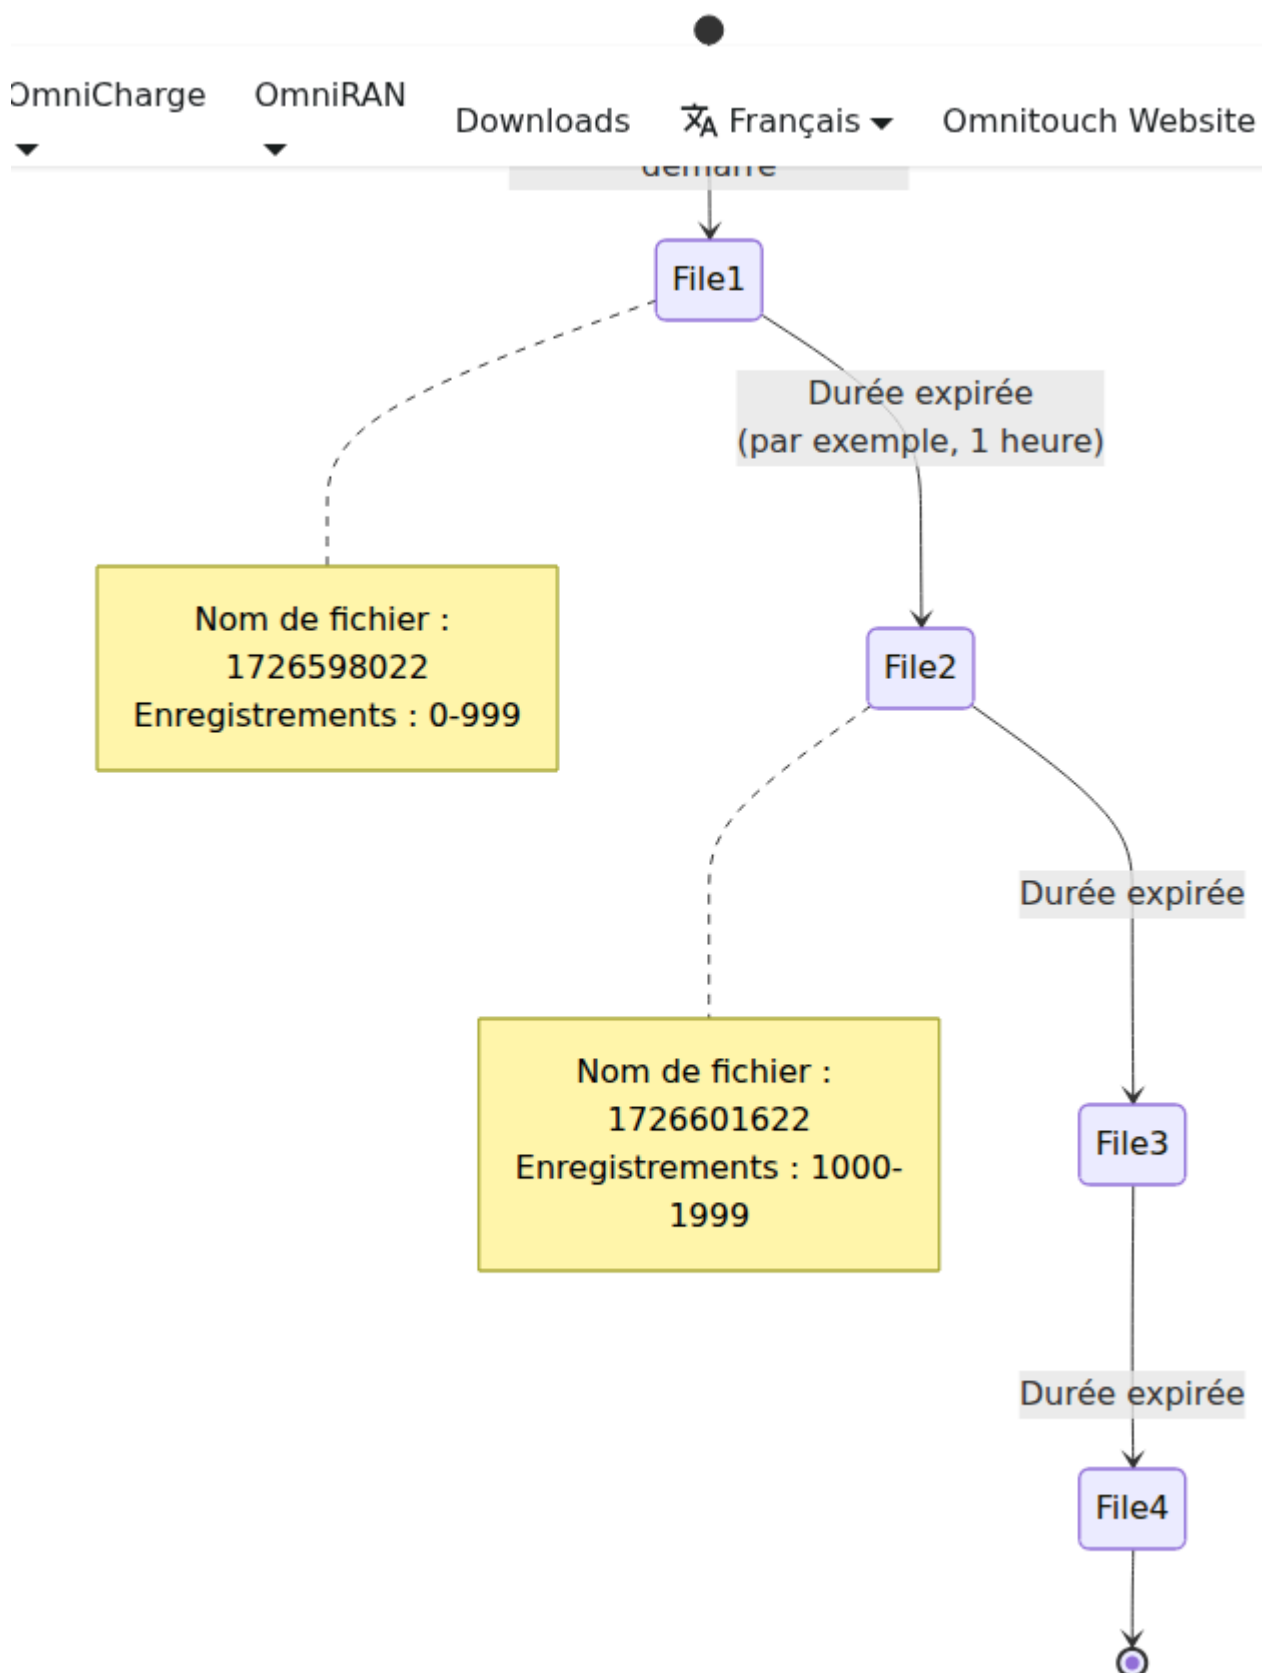 OmniCharge
OmniRAN
Downloads
Français
Omnitouch Website
démarre
File1
Durée expirée
(par exemple, 1 heure)
Nom de fichier :
1726598022
Enregistrements : 0-999
File2
Durée expirée
Nom de fichier :
1726601622
Enregistrements : 1000-
1999
File3
Durée expirée
File4